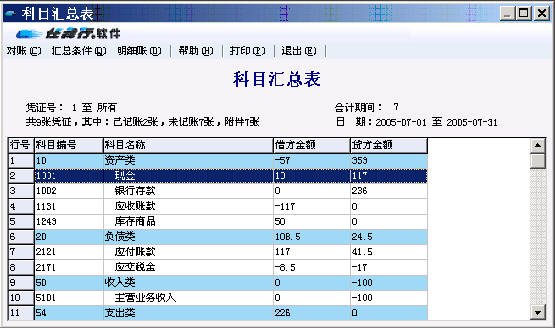 科目汇总表
软件
对账(C) 汇总条件(R) 明细账(D) 帮助(H) 打印(P) 退出(E)
科目汇总表
凭证号: 1 至 所有 会计期间: 7
共9张凭证,其中:已记账2张,未记账7张,附件7张 日 期:2005-07-01 至 2005-07-31
行号 科目编号 科目名称 借方金额 贷方金额
1 10 资产类 -57 353
2 1001 现金 10 117
3 1002 银行存款 0 236
4 1131 应收账款 -117 0
5 1243 库存商品 50 0
6 20 负债类 108.5 24.5
7 2121 应付账款 117 41.5
8 2171 应交税金 -8.5 -17
9 50 收入类 0 -100
10 5101 主营业务收入 0 -100
11 54 支出类 226 0